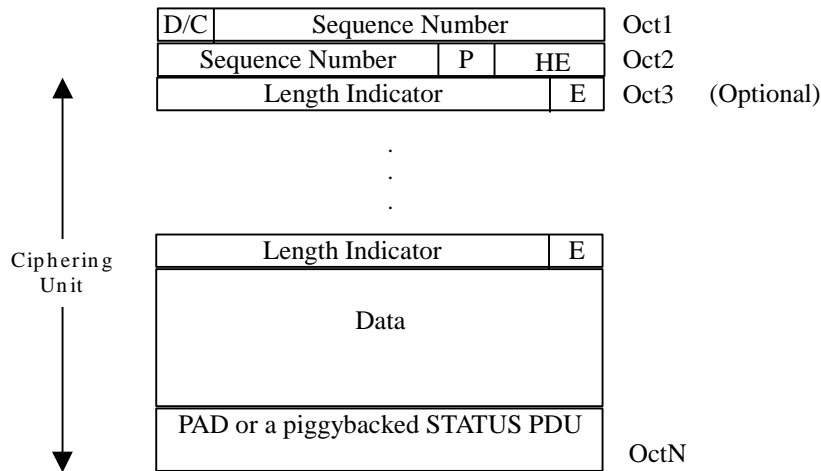 D/C Sequence Number Oct1
Sequence Number P HE Oct2
Length Indicator E Oct3 (Optional)
.
.
.
Length Indicator E
Ciphering
Unit
Data
PAD or a piggybacked STATUS PDU
OctN